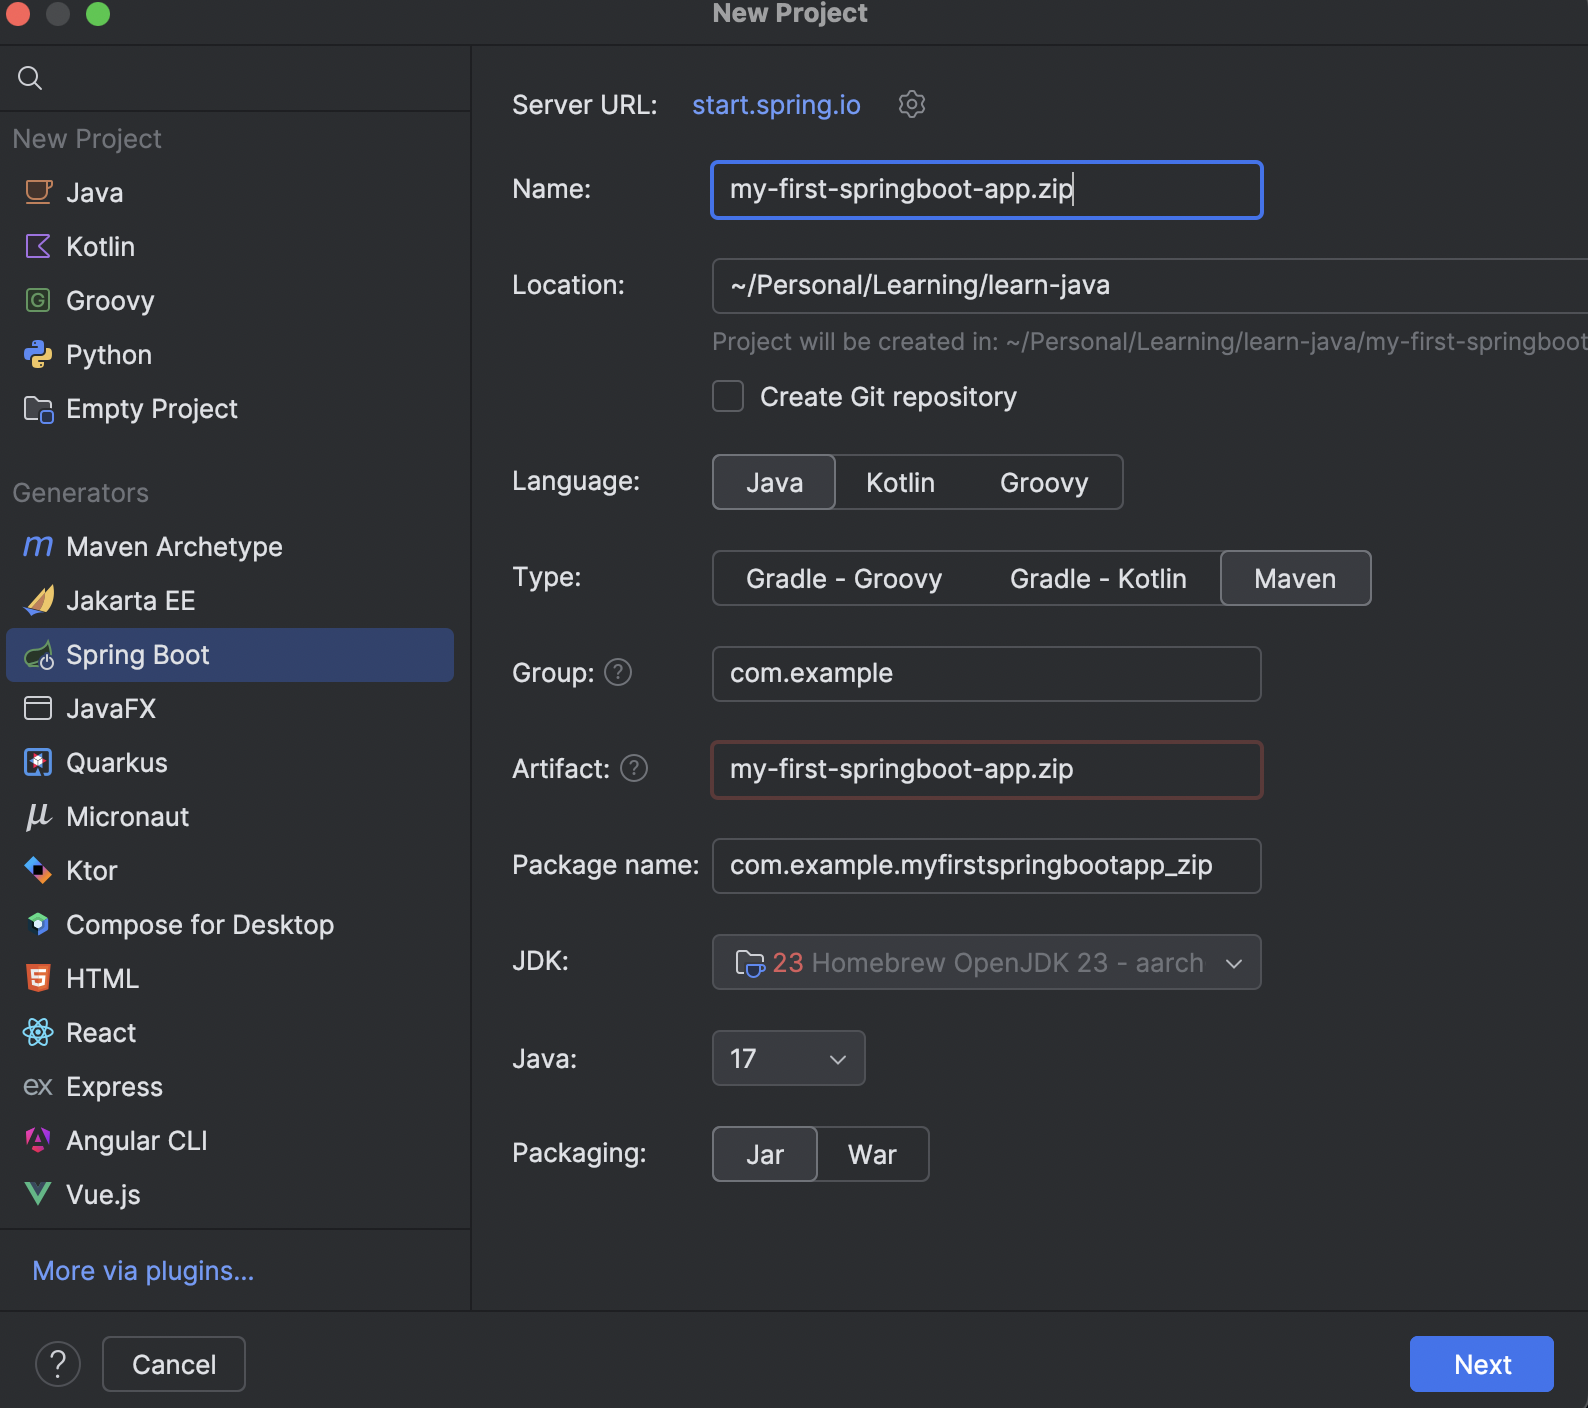 New Project
New Project
Java
Kotlin
Groovy
Python
Empty Project
Generators
Maven Archetype
Jakarta EE
Spring Boot
JavaFX
Quarkus
Micronaut
Ktor
Compose for Desktop
HTML
React
ex Express
Angular CLI
Vue.js
More via plugins...
Server URL: start.spring.io
Name: my-first-springboot-app.zip
Location: ~/Personal/Learning/learn-java
Project will be created in: ~/Personal/Learning/learn-java/my-first-springboot
Create Git repository
Language: Java Kotlin Groovy
Type: Gradle - Groovy Gradle - Kotlin Maven
Group: ? com.example
Artifact: ? my-first-springboot-app.zip
Package name: com.example.myfirstspringbootapp_zip
JDK: 23 Homebrew OpenJDK 23 - aarch
Java: 17
Packaging: Jar War
? Cancel Next